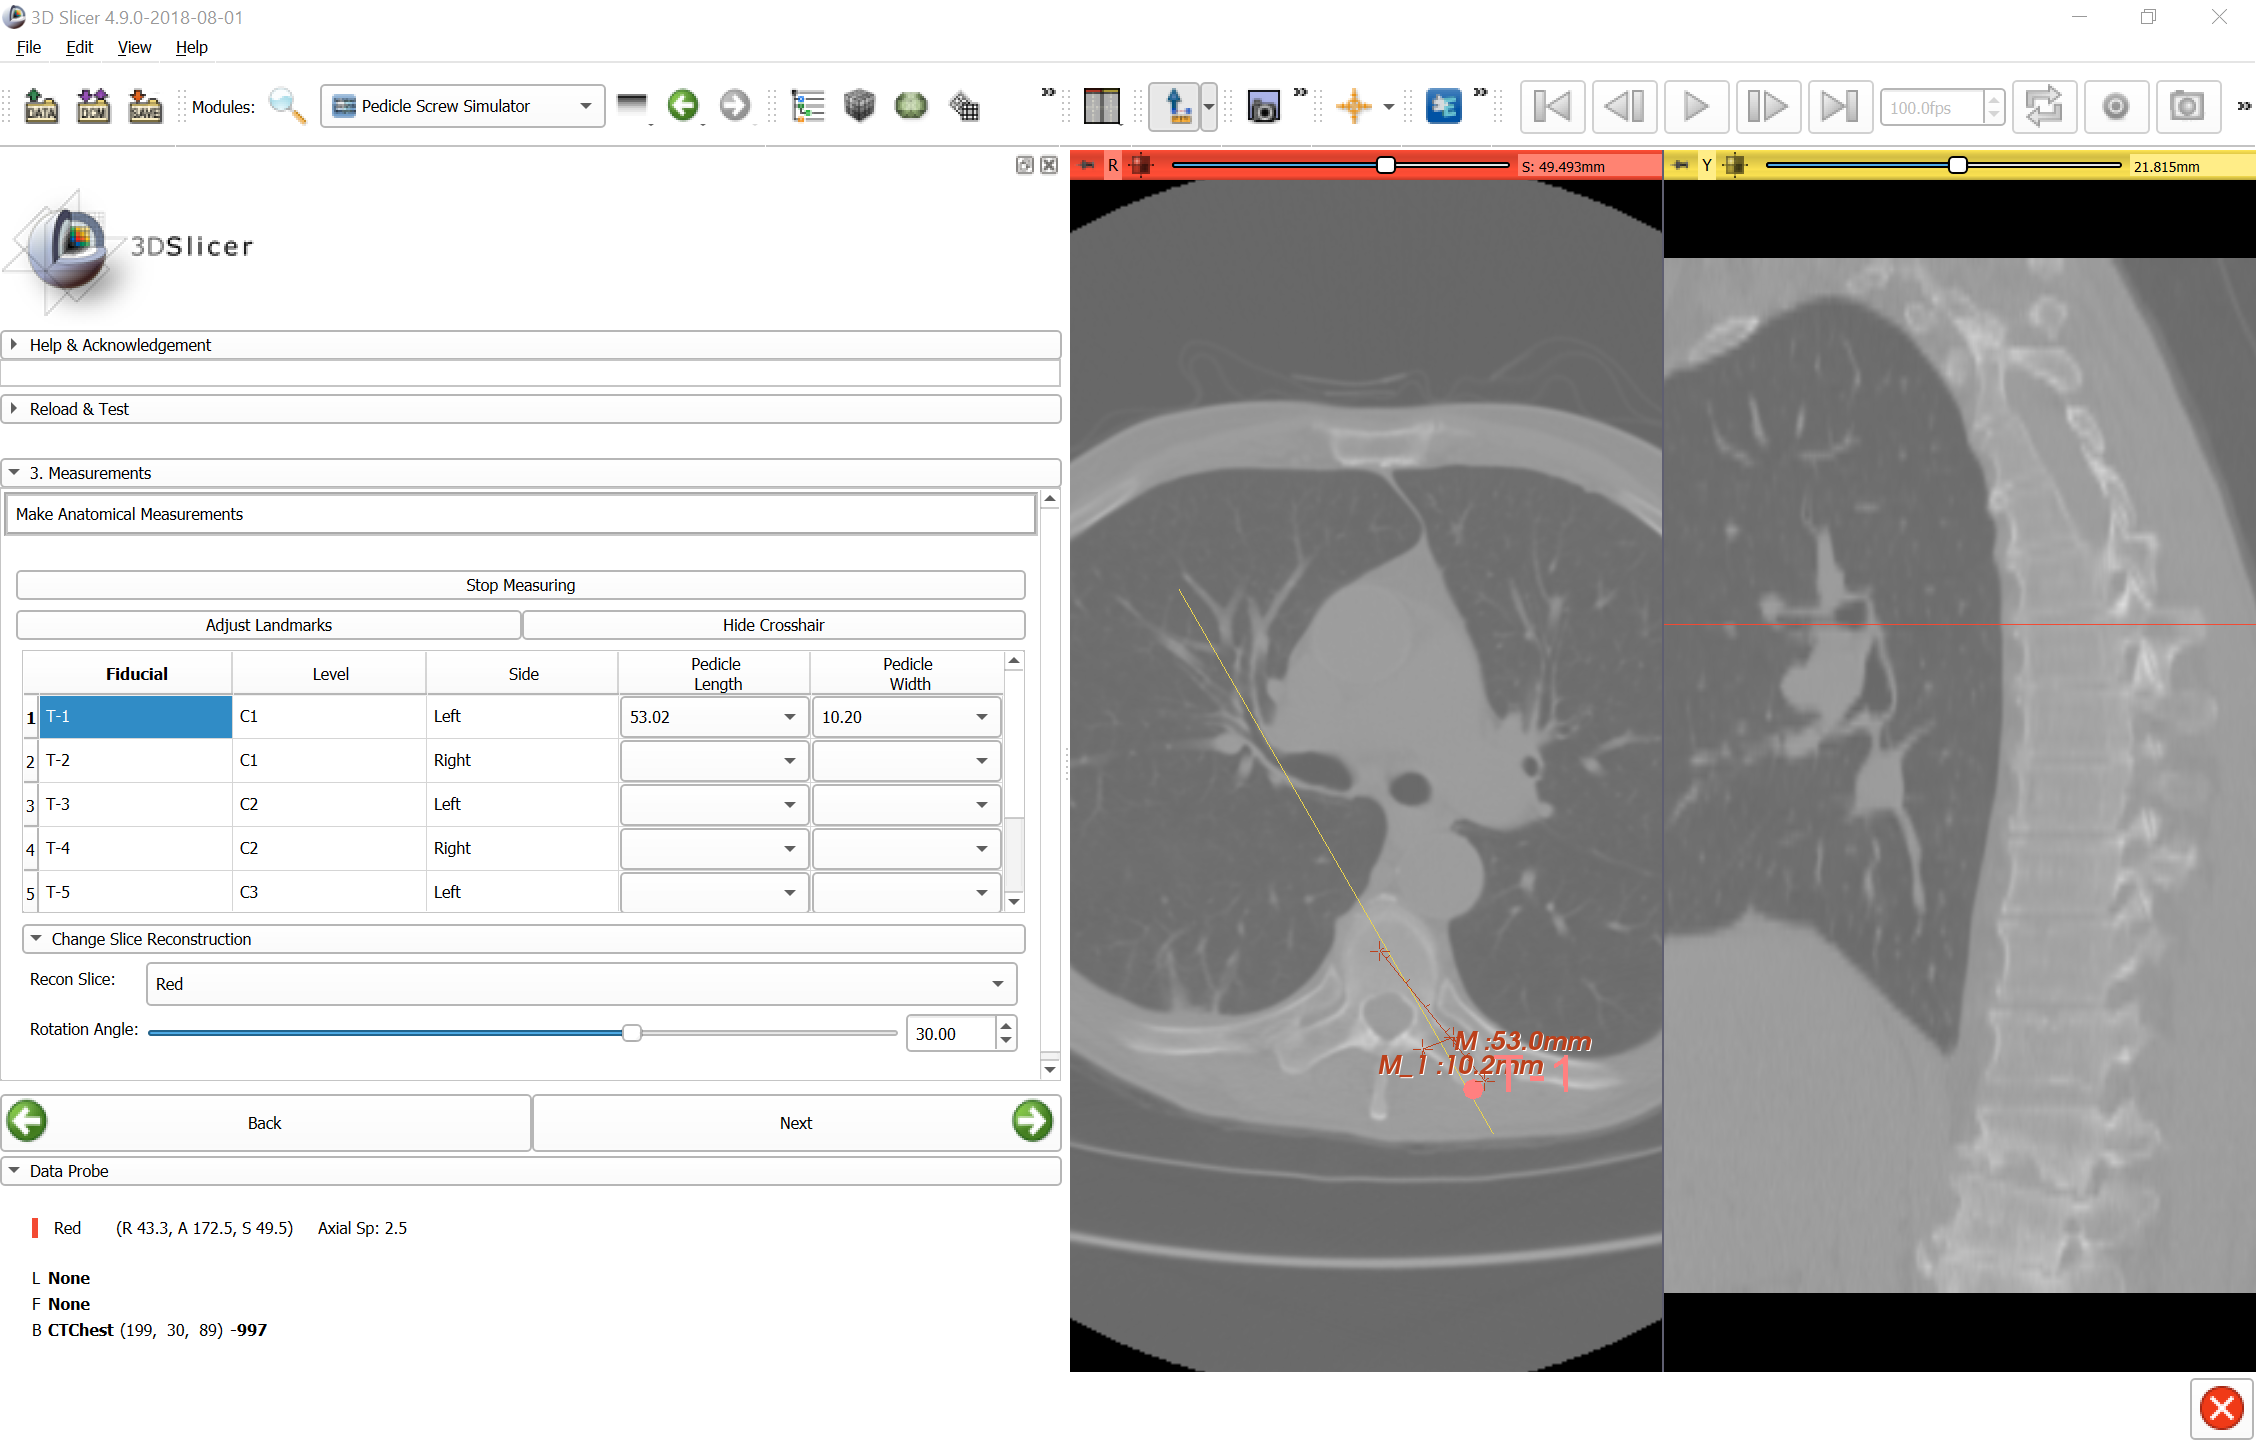 3D Slicer 4.9.0-2018-08-01
File Edit View Help
DATA DCM SAVE Modules: Pedicle Screw Simulator 100.0fps
R S: 49.493mm Y 21.815mm
3DSlicer
Help & Acknowledgement
Reload & Test
3. Measurements
Make Anatomical Measurements
Stop Measuring
Adjust Landmarks Hide Crosshair
Fiducial Level Side Pedicle Length Pedicle Width
1 T-1 C1 Left 53.02 10.20
2 T-2 C1 Right
3 T-3 C2 Left
4 T-4 C2 Right
5 T-5 C3 Left
Change Slice Reconstruction
Recon Slice: Red
Rotation Angle: 30.00
M :53.0mm
M_1 :10.2mm
T-1
Back Next
Data Probe
Red (R 43.3, A 172.5, S 49.5) Axial Sp: 2.5
L None
F None
B CTChest (199, 30, 89) -997